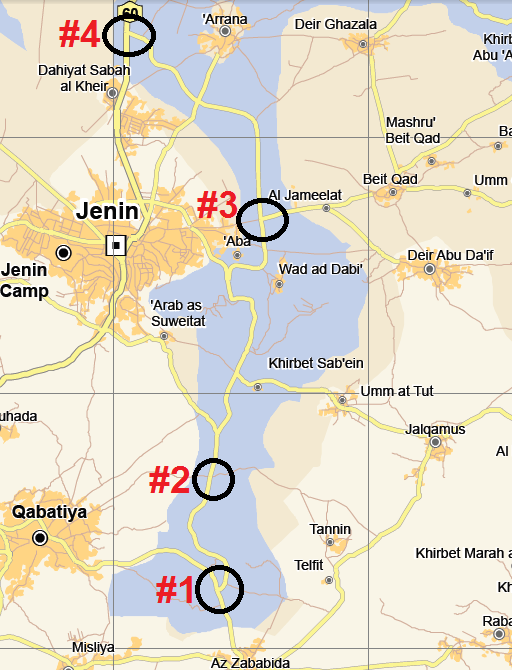 60
#4
'Arrana
Deir Ghazala
Khirb
Abu 'A
Dahiyat Sabah
al Kheir
Mashru'
Beit Qad
Ba
Beit Qad
Umm
Al Jameelat
#3
Jenin
'Aba
Deir Abu Da'if
Jenin
Camp
Wad ad Dabi'
'Arab as
Suweitat
Khirbet Sab'ein
Umm at Tut
uhada
Jalqamus
Al
#2
Qabatiya
Tannin
Khirbet Marah a
Telfit
Kh
#1
Raba
Misliya
Az Zababida